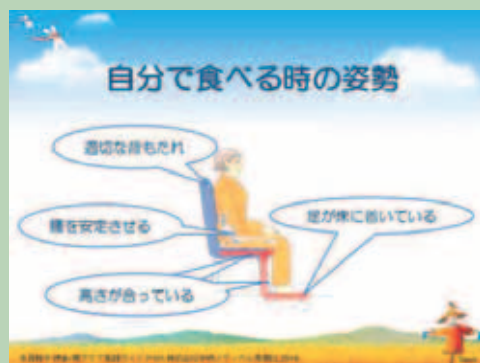 自分で食べる時の姿勢
適切な背もたれ
腰を安定させる
足が床に着いている
高さが合っている